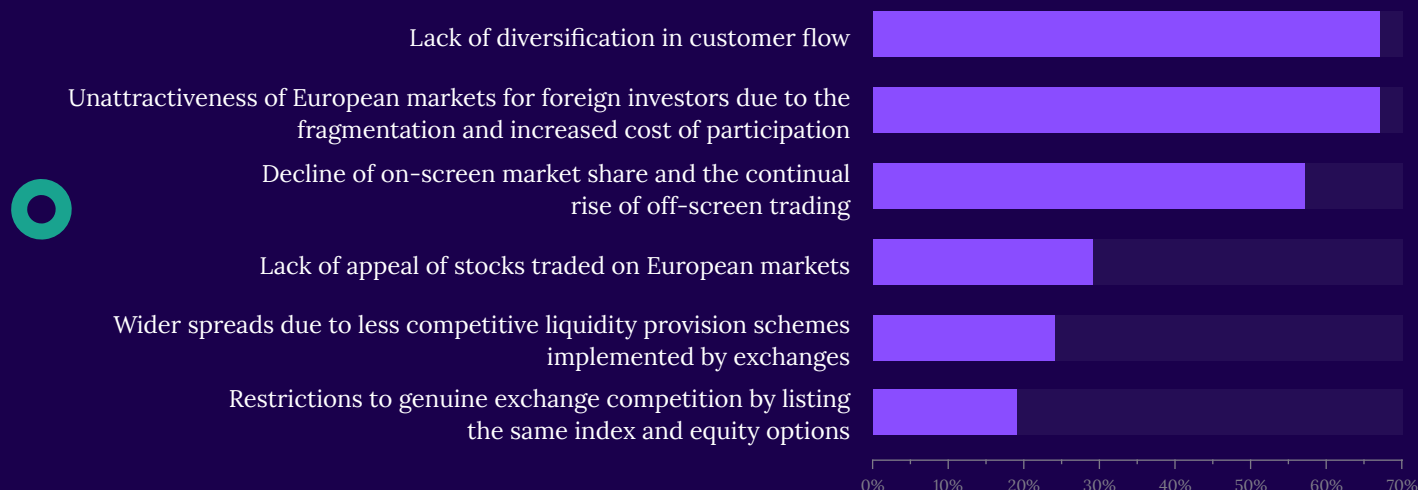 Lack of diversification in customer flow
Unattractiveness of European markets for foreign investors due to the
fragmentation and increased cost of participation
Decline of on-screen market share and the continual
rise of off-screen trading
Lack of appeal of stocks traded on European markets
Wider spreads due to less competitive liquidity provision schemes
implemented by exchanges
Restrictions to genuine exchange competition by listing
the same index and equity options
0% 10% 20% 30% 40% 50% 60% 70%